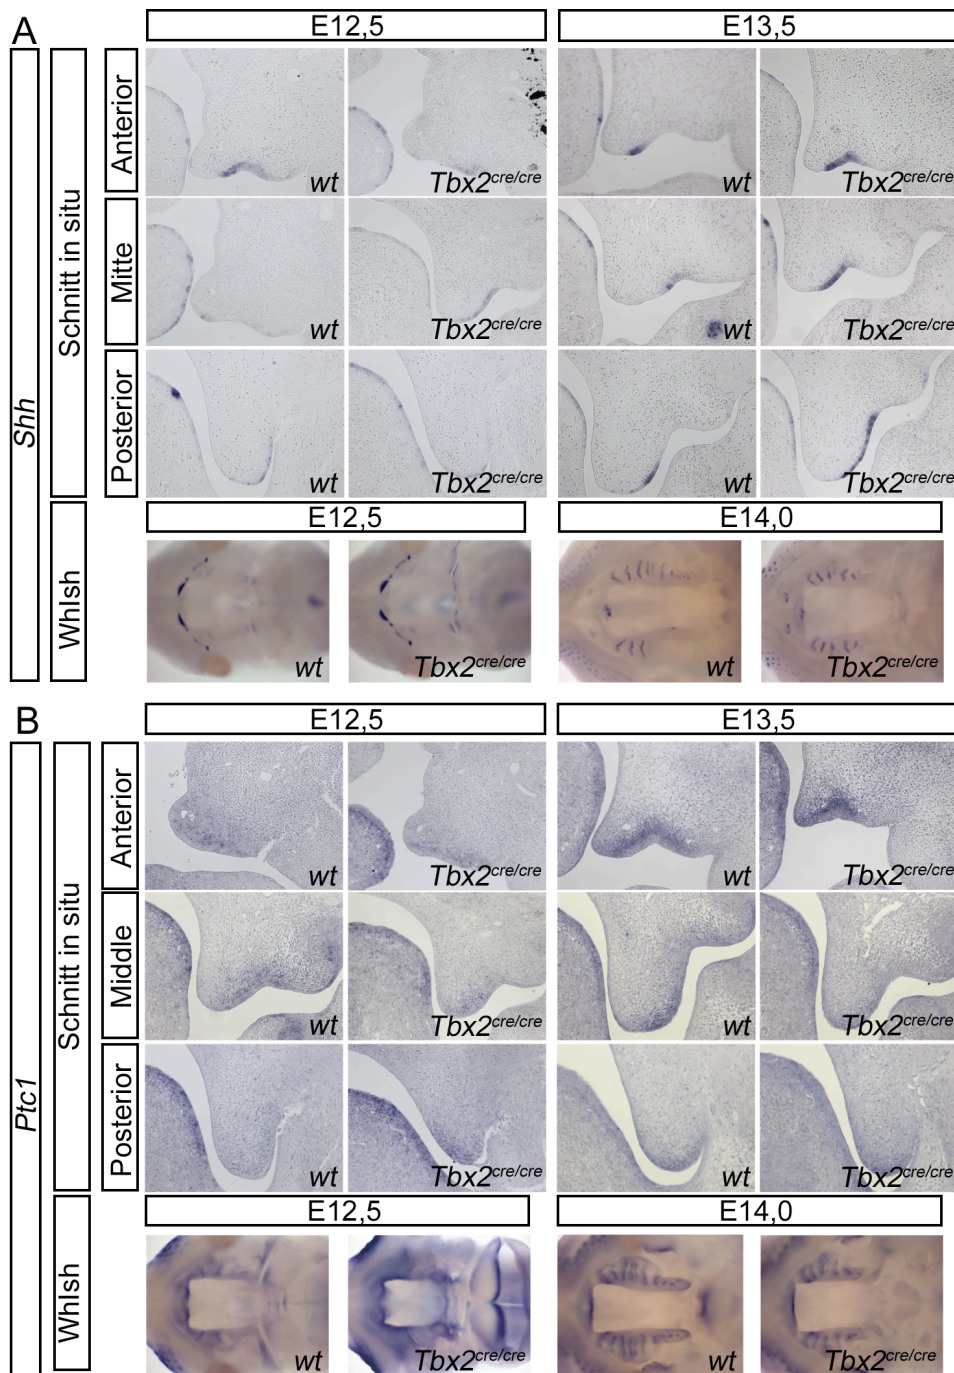 A
E12,5
E13,5
Shh
Schnitt in situ
Anterior
wt
Tbx2cre/cre
wt
Tbx2cre/cre
Mitte
wt
Tbx2cre/cre
wt
Tbx2cre/cre
Posterior
wt
Tbx2cre/cre
wt
Tbx2cre/cre
E12,5
E14,0
WhIsh
wt
Tbx2cre/cre
wt
Tbx2cre/cre
B
E12,5
E13,5
Ptc1
Schnitt in situ
Anterior
wt
Tbx2cre/cre
wt
Tbx2cre/cre
Middle
wt
Tbx2cre/cre
wt
Tbx2cre/cre
Posterior
wt
Tbx2cre/cre
wt
Tbx2cre/cre
E12,5
E14,0
WhIsh
wt
Tbx2cre/cre
wt
Tbx2cre/cre